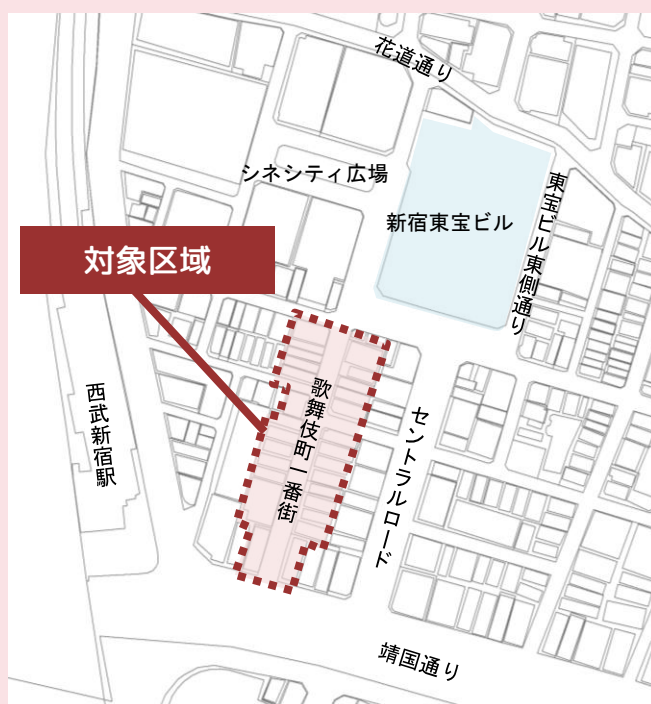 花道通り
シネシティ広場
新宿東宝ビル
東宝ビル東側通り
対象区域
西武新宿駅
歌舞伎町一番街
セントラルロード
靖国通り